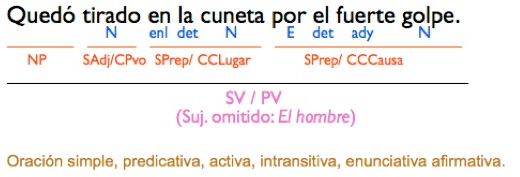 Quedó tirado en la cuneta por el fuerte golpe.
N enl det N E det ady N
NP SAdj/CPvo SPrep/ CCLugar SPrep/ CCCausa
SV / PV
(Suj. omitido: El hombre)
Oración simple, predicativa, activa, intransitiva, enunciativa afirmativa.